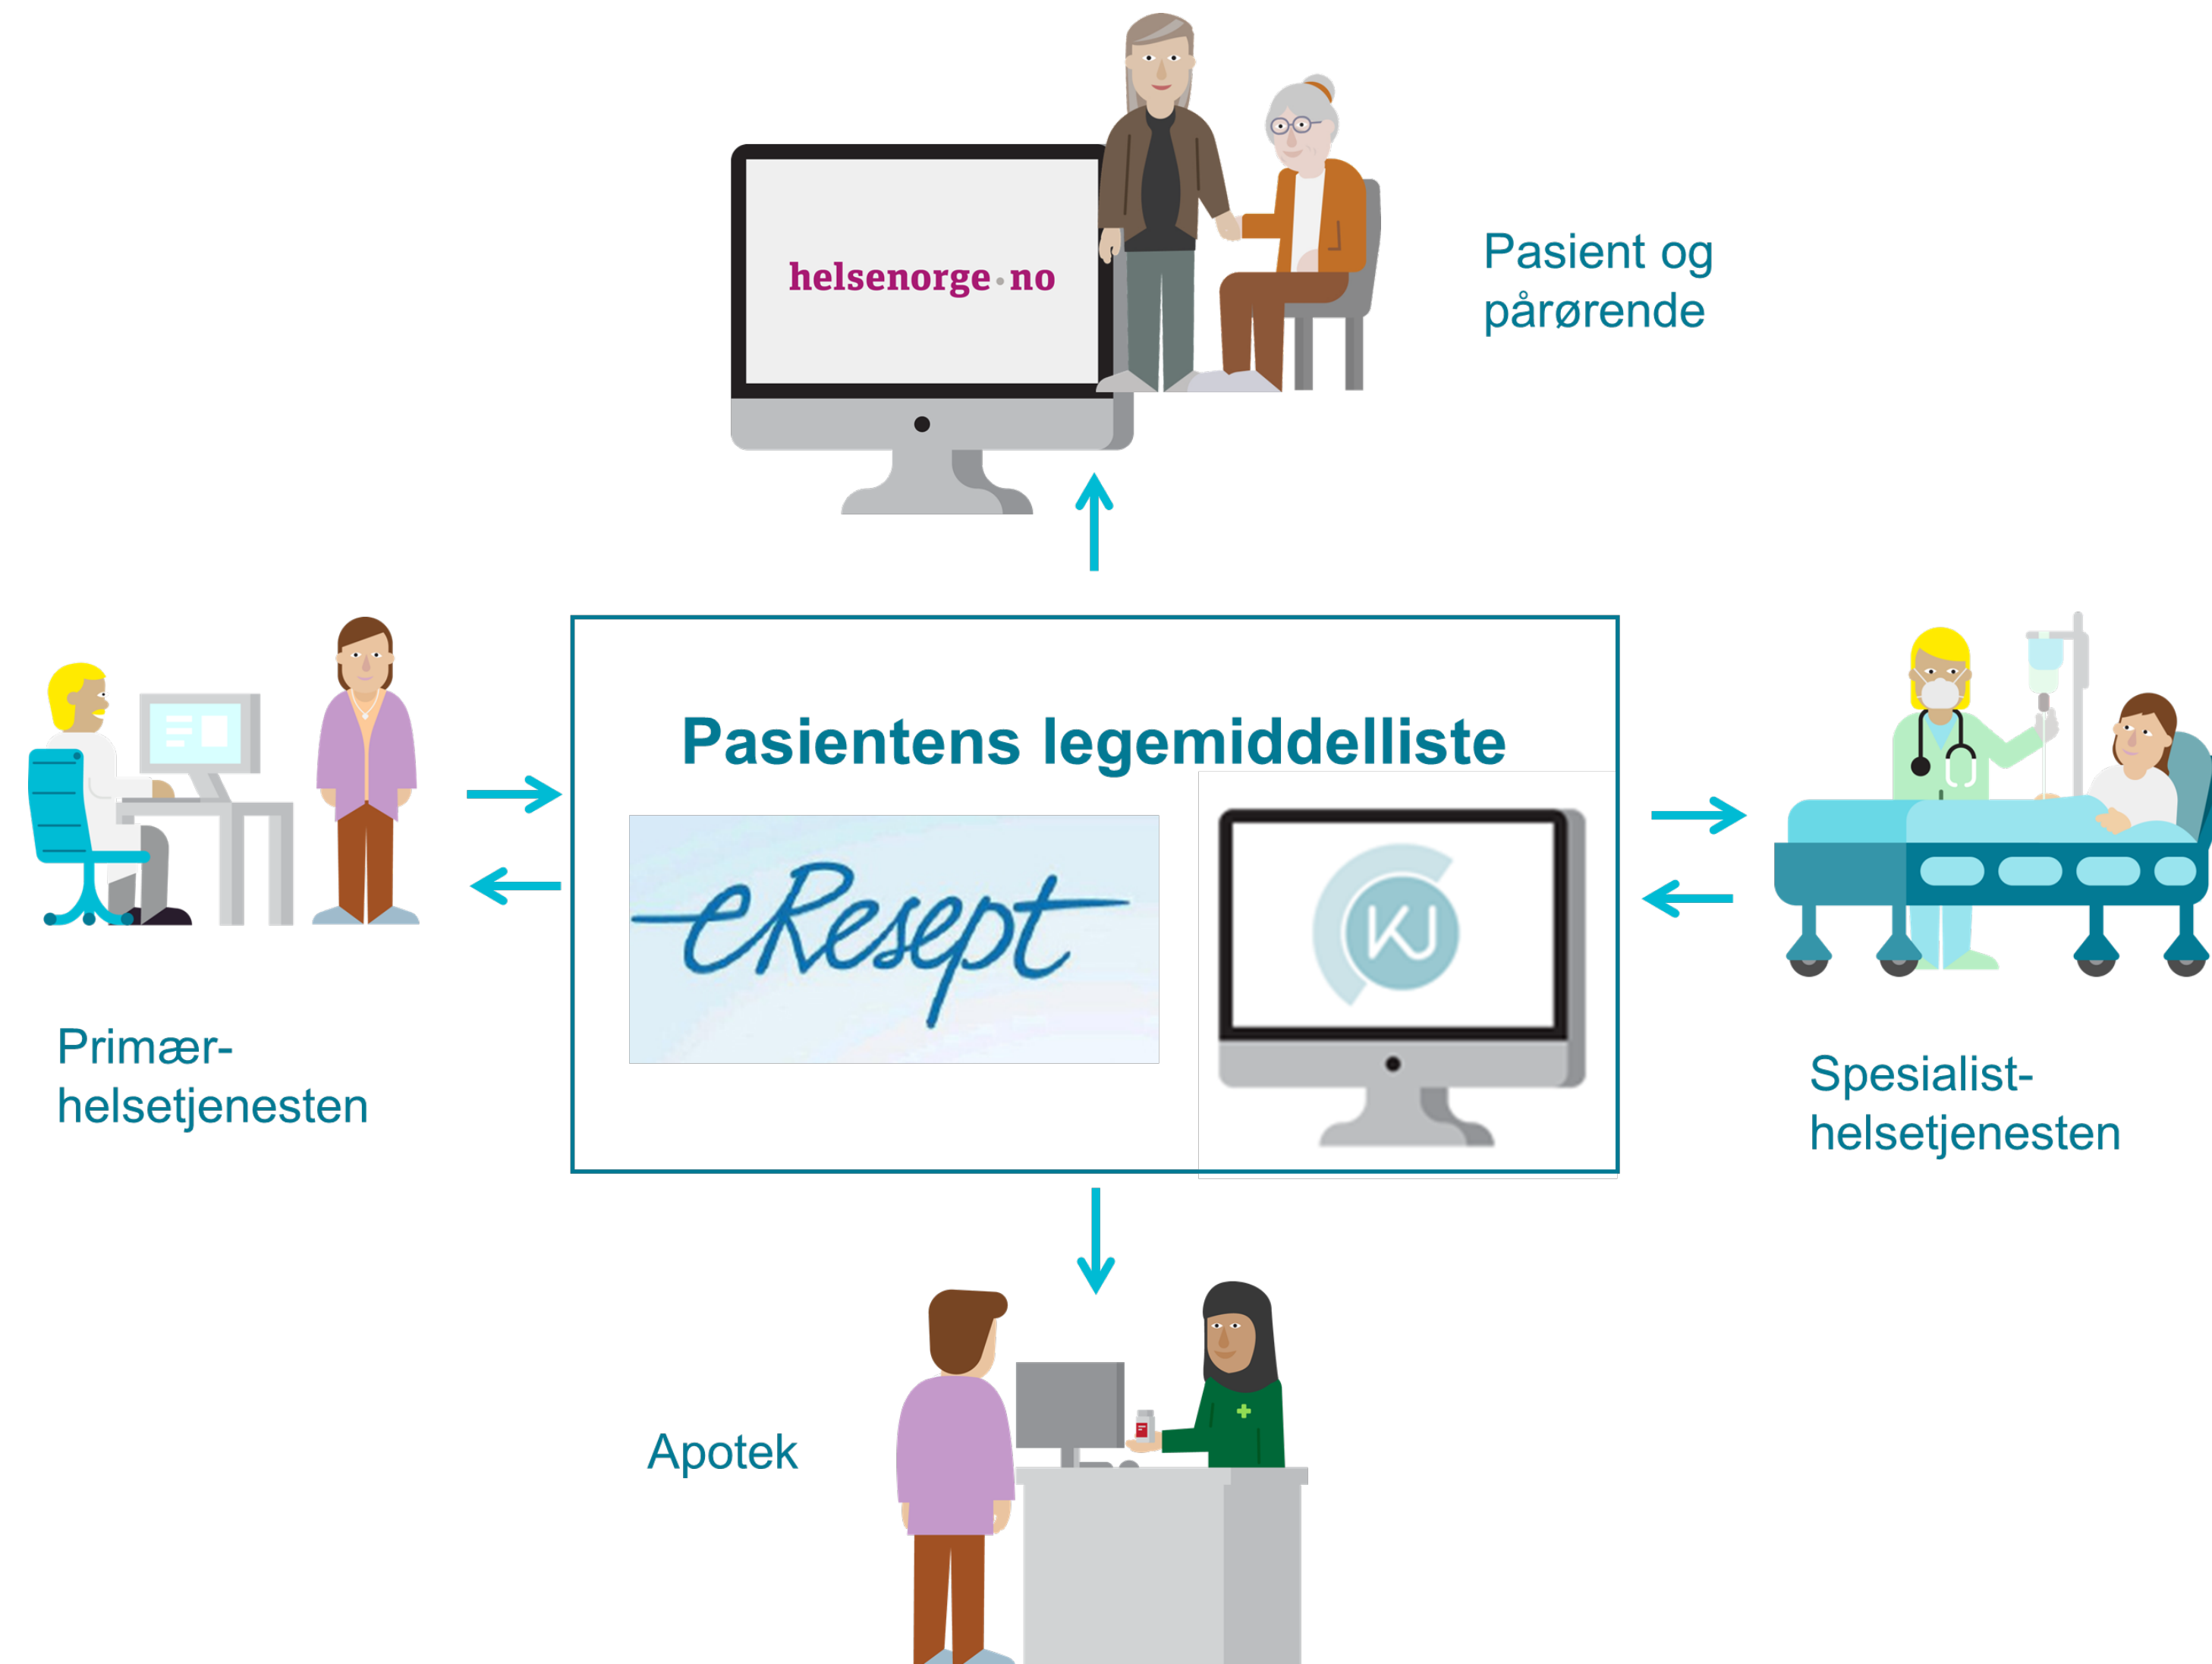 helsenorge.no
Pasient og
pårørende
Pasientens legemiddelliste
eResept
KJ
Primær-
helsetjenesten
Spesialist-
helsetjenesten
Apotek